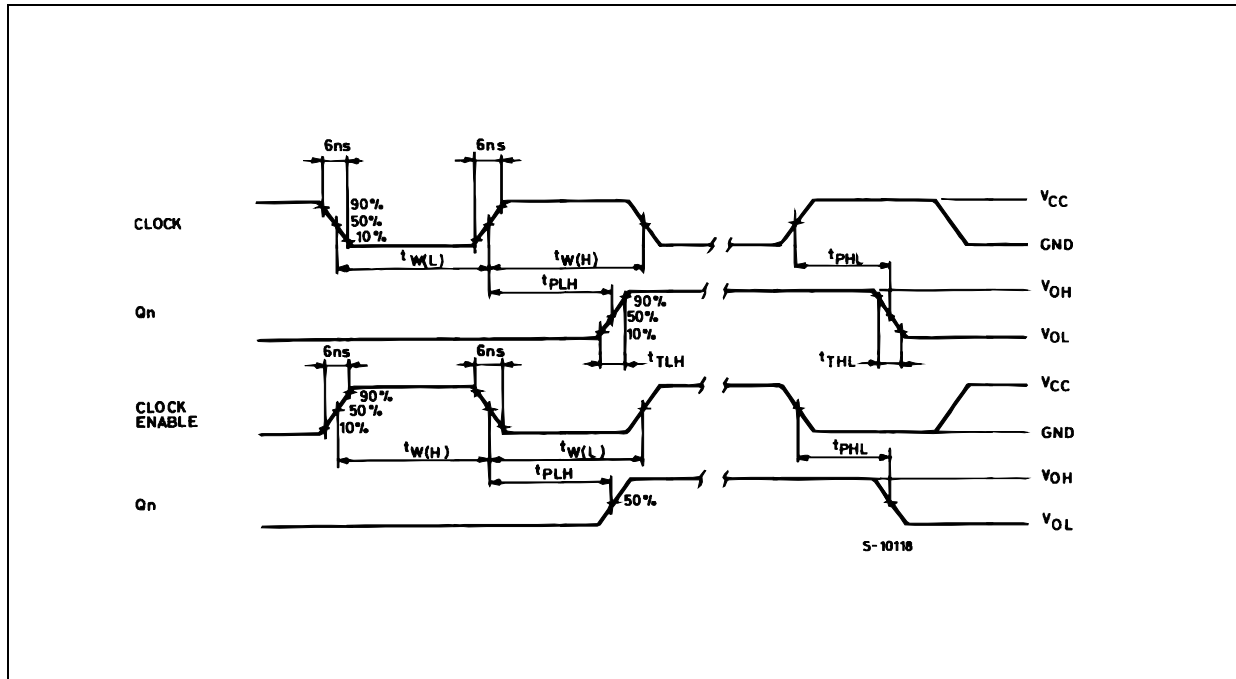 6ns 6ns
90%
50%
10%
CLOCK
VCC
GND
tW(L) tW(H) tPHL
tPLH
Qn
90%
50%
10%
VOH
VOL
tTLH tTHL
6ns 6ns
90%
50%
10%
CLOCK
ENABLE
VCC
GND
tW(H) tW(L) tPHL
tPLH
Qn
50%
VOH
VOL
S-10118